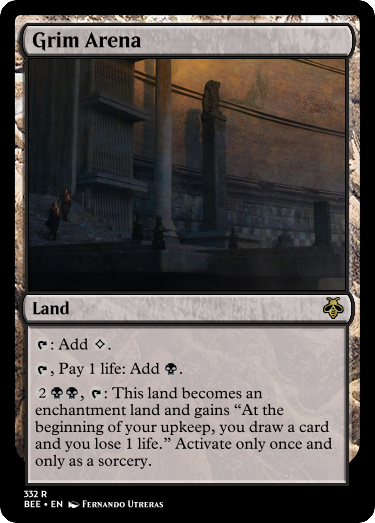 Grim Arena
Land
: Add .
, Pay 1 life: Add .
2, : This land becomes an
enchantment land and gains “At the
beginning of your upkeep, you draw a card
and you lose 1 life.” Activate only once and
only as a sorcery.
332 R
BEE • EN Fernando Utreras